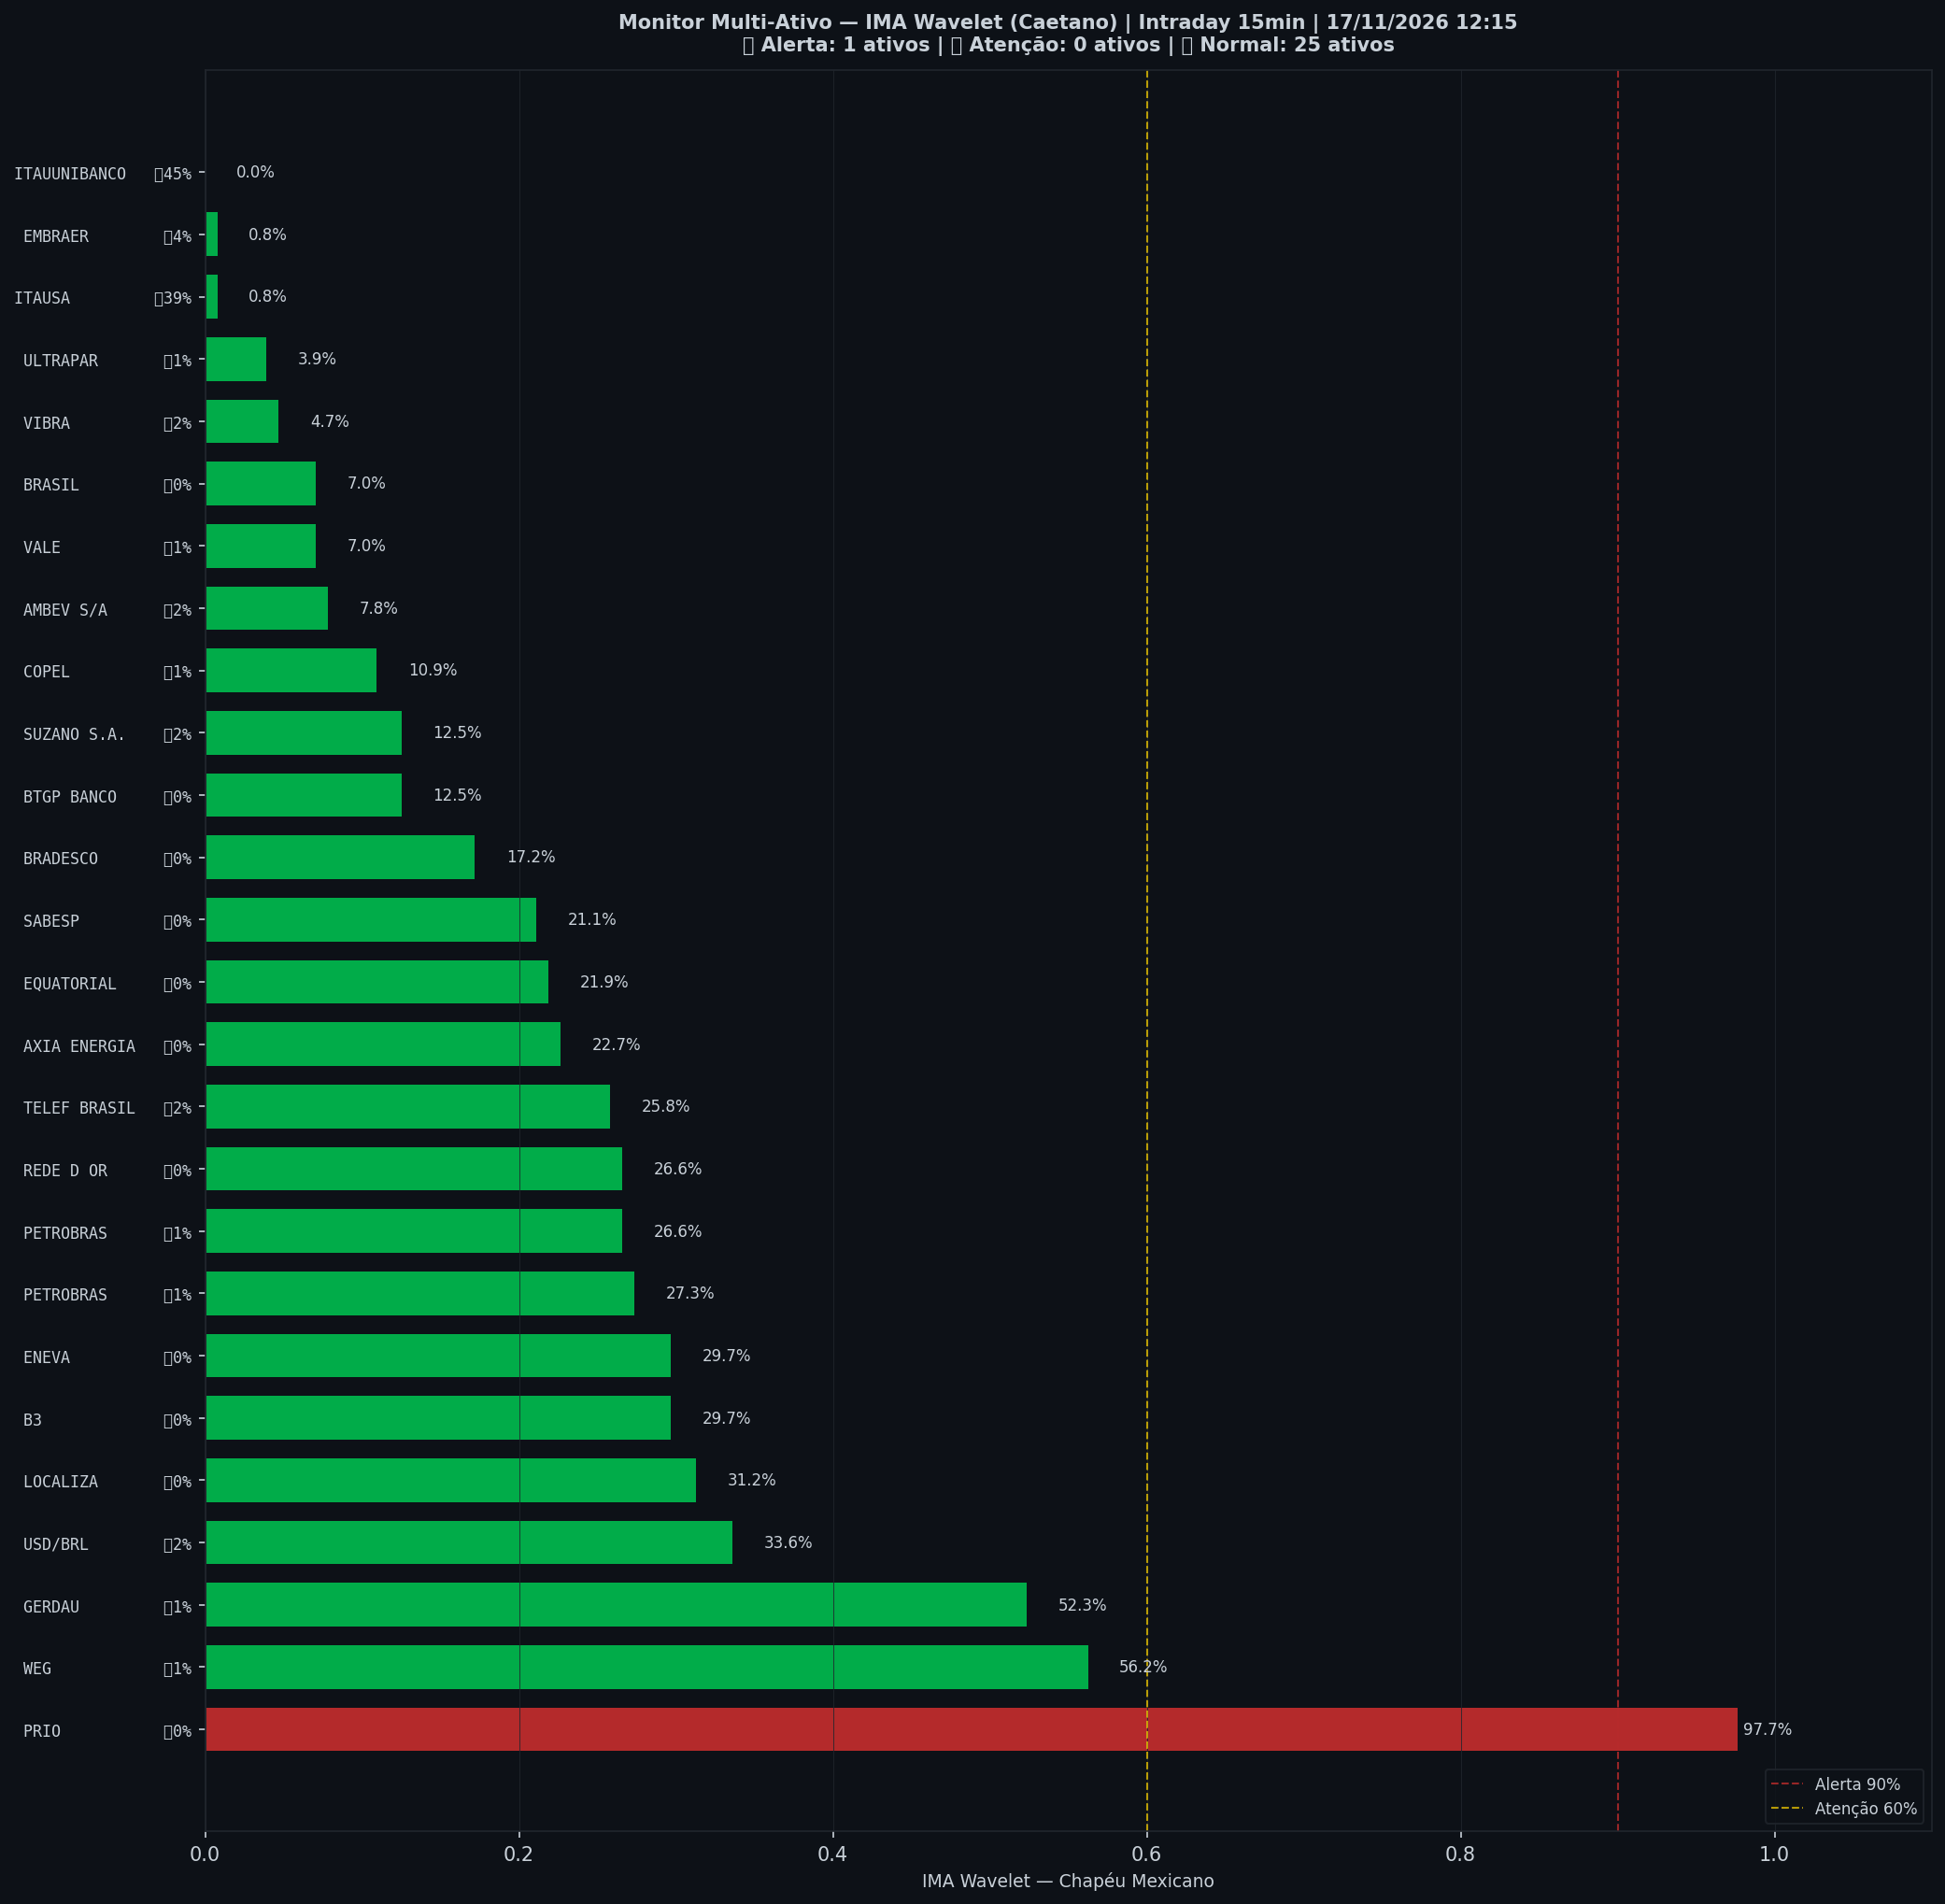 Monitor Multi-Ativo — IMA Wavelet (Caetano) | Intraday 15min | 17/11/2026 12:15
▯ Alerta: 1 ativos | ▯ Atenção: 0 ativos | ▯ Normal: 25 ativos
ITAUUNIBANCO ▯45% 0.0%
EMBRAER ▯4% 0.8%
ITAUSA ▯39% 0.8%
ULTRAPAR ▯1% 3.9%
VIBRA ▯2% 4.7%
BRASIL ▯0% 7.0%
VALE ▯1% 7.0%
AMBEV S/A ▯2% 7.8%
COPEL ▯1% 10.9%
SUZANO S.A. ▯2% 12.5%
BTGP BANCO ▯0% 12.5%
BRADESCO ▯0% 17.2%
SABESP ▯0% 21.1%
EQUATORIAL ▯0% 21.9%
AXIA ENERGIA ▯0% 22.7%
TELEF BRASIL ▯2% 25.8%
REDE D OR ▯0% 26.6%
PETROBRAS ▯1% 26.6%
PETROBRAS ▯1% 27.3%
ENEVA ▯0% 29.7%
B3 ▯0% 29.7%
LOCALIZA ▯0% 31.2%
USD/BRL ▯2% 33.6%
GERDAU ▯1% 52.3%
WEG ▯1% 56.2%
PRIO ▯0% 97.7%
Alerta 90%
Atenção 60%
0.0 0.2 0.4 0.6 0.8 1.0
IMA Wavelet — Chapéu Mexicano